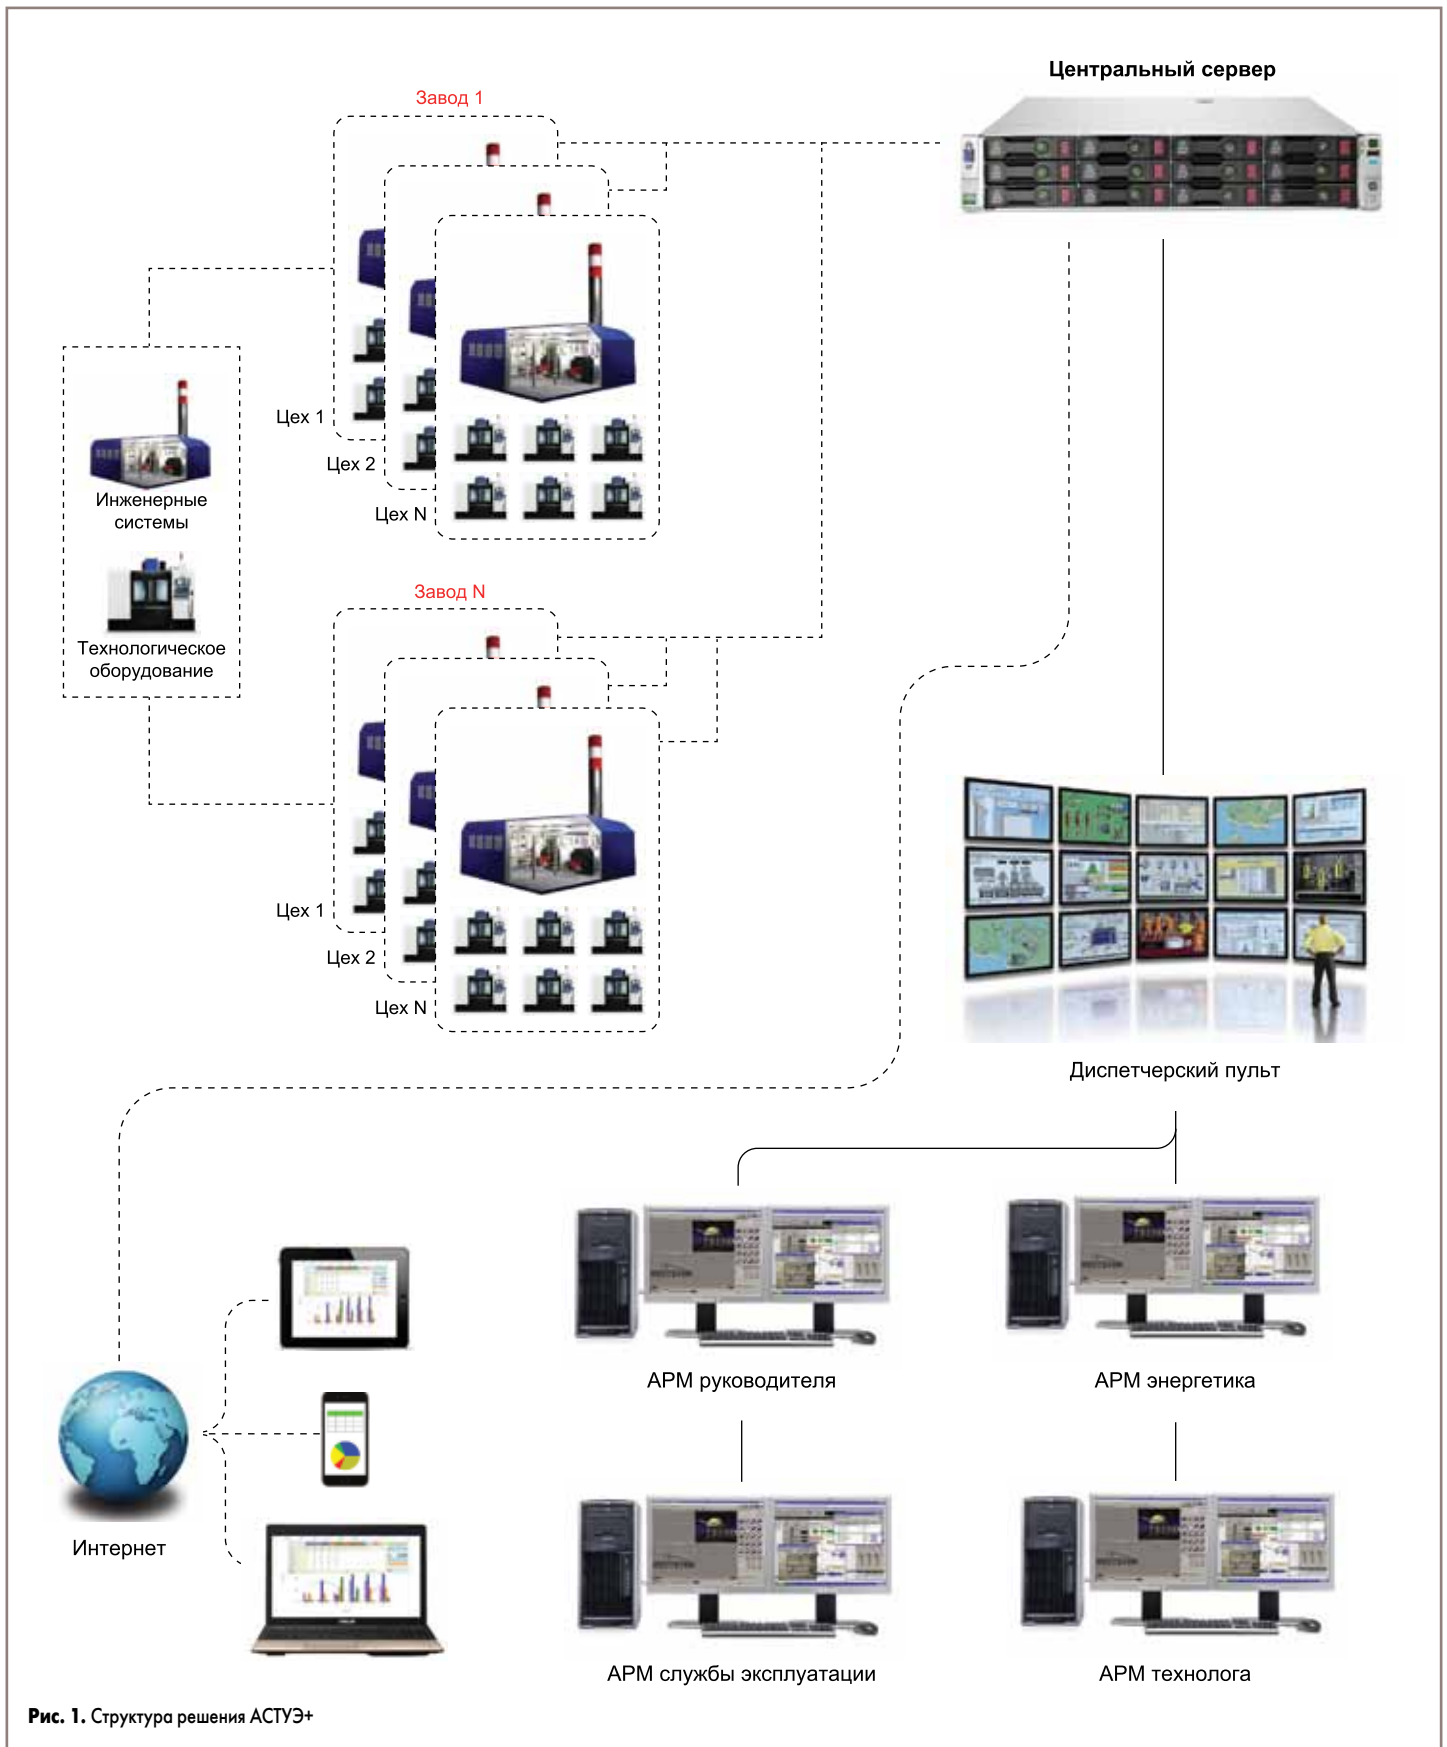 Центральный сервер
Завод 1
Цех 1
Цех 2
Цех N
Инженерные
системы
Технологическое
оборудование
Завод N
Цех 1
Цех 2
Цех N
Диспетчерский пульт
АРМ руководителя
АРМ энергетика
Интернет
АРМ службы эксплуатации
АРМ технолога
Рис. 1. Структура решения АСТУЭ+